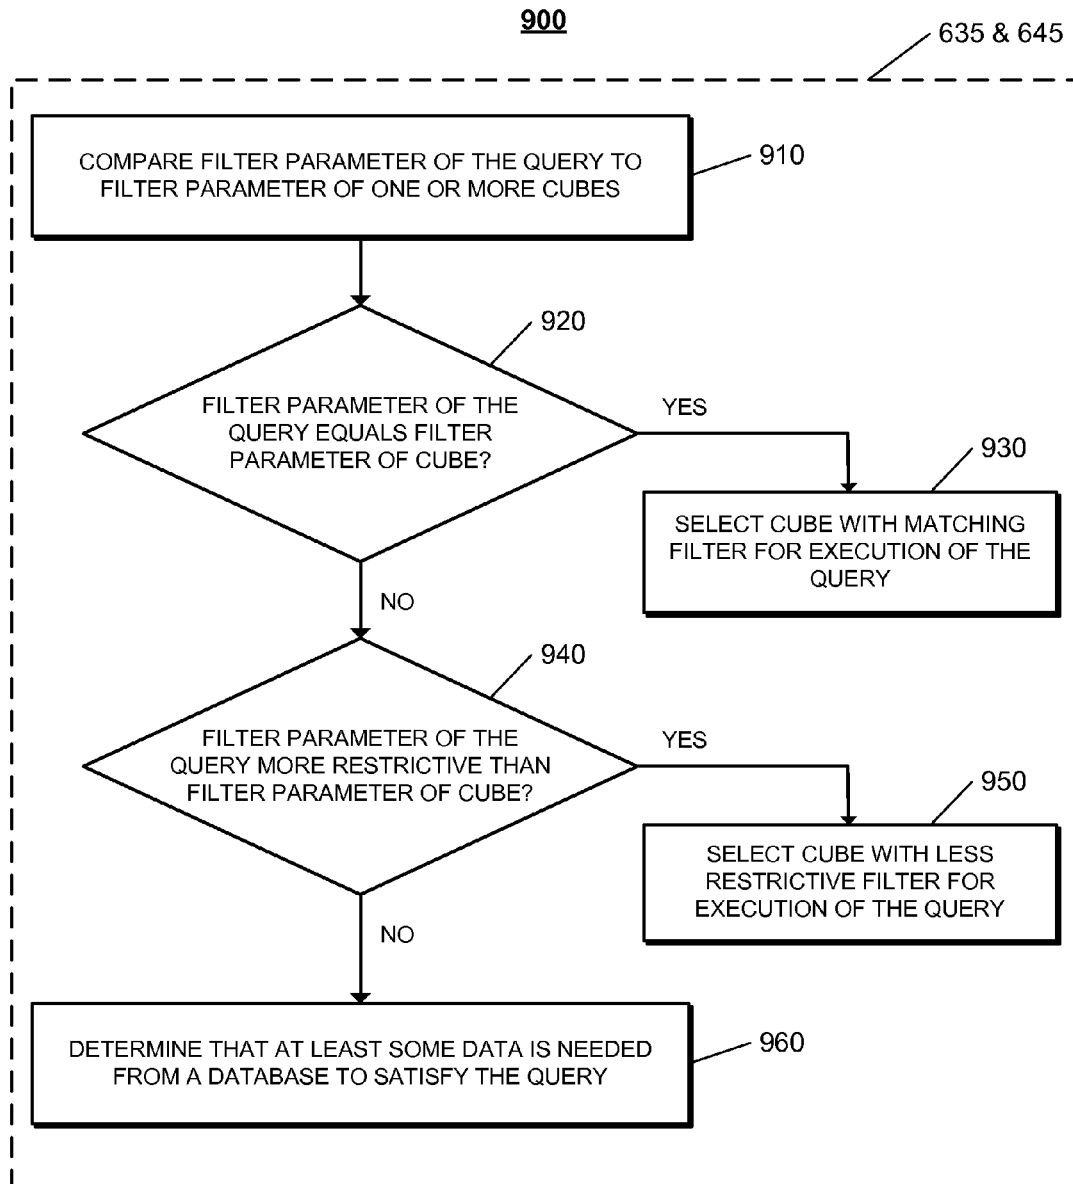 900
635 & 645
COMPARE FILTER PARAMETER OF THE QUERY TO
FILTER PARAMETER OF ONE OR MORE CUBES
910
920
FILTER PARAMETER OF THE
QUERY EQUALS FILTER
PARAMETER OF CUBE?
YES
930
SELECT CUBE WITH MATCHING
FILTER FOR EXECUTION OF THE
QUERY
NO
940
FILTER PARAMETER OF THE
QUERY MORE RESTRICTIVE THAN
FILTER PARAMETER OF CUBE?
YES
950
SELECT CUBE WITH LESS
RESTRICTIVE FILTER FOR
EXECUTION OF THE QUERY
NO
DETERMINE THAT AT LEAST SOME DATA IS NEEDED
FROM A DATABASE TO SATISFY THE QUERY
960